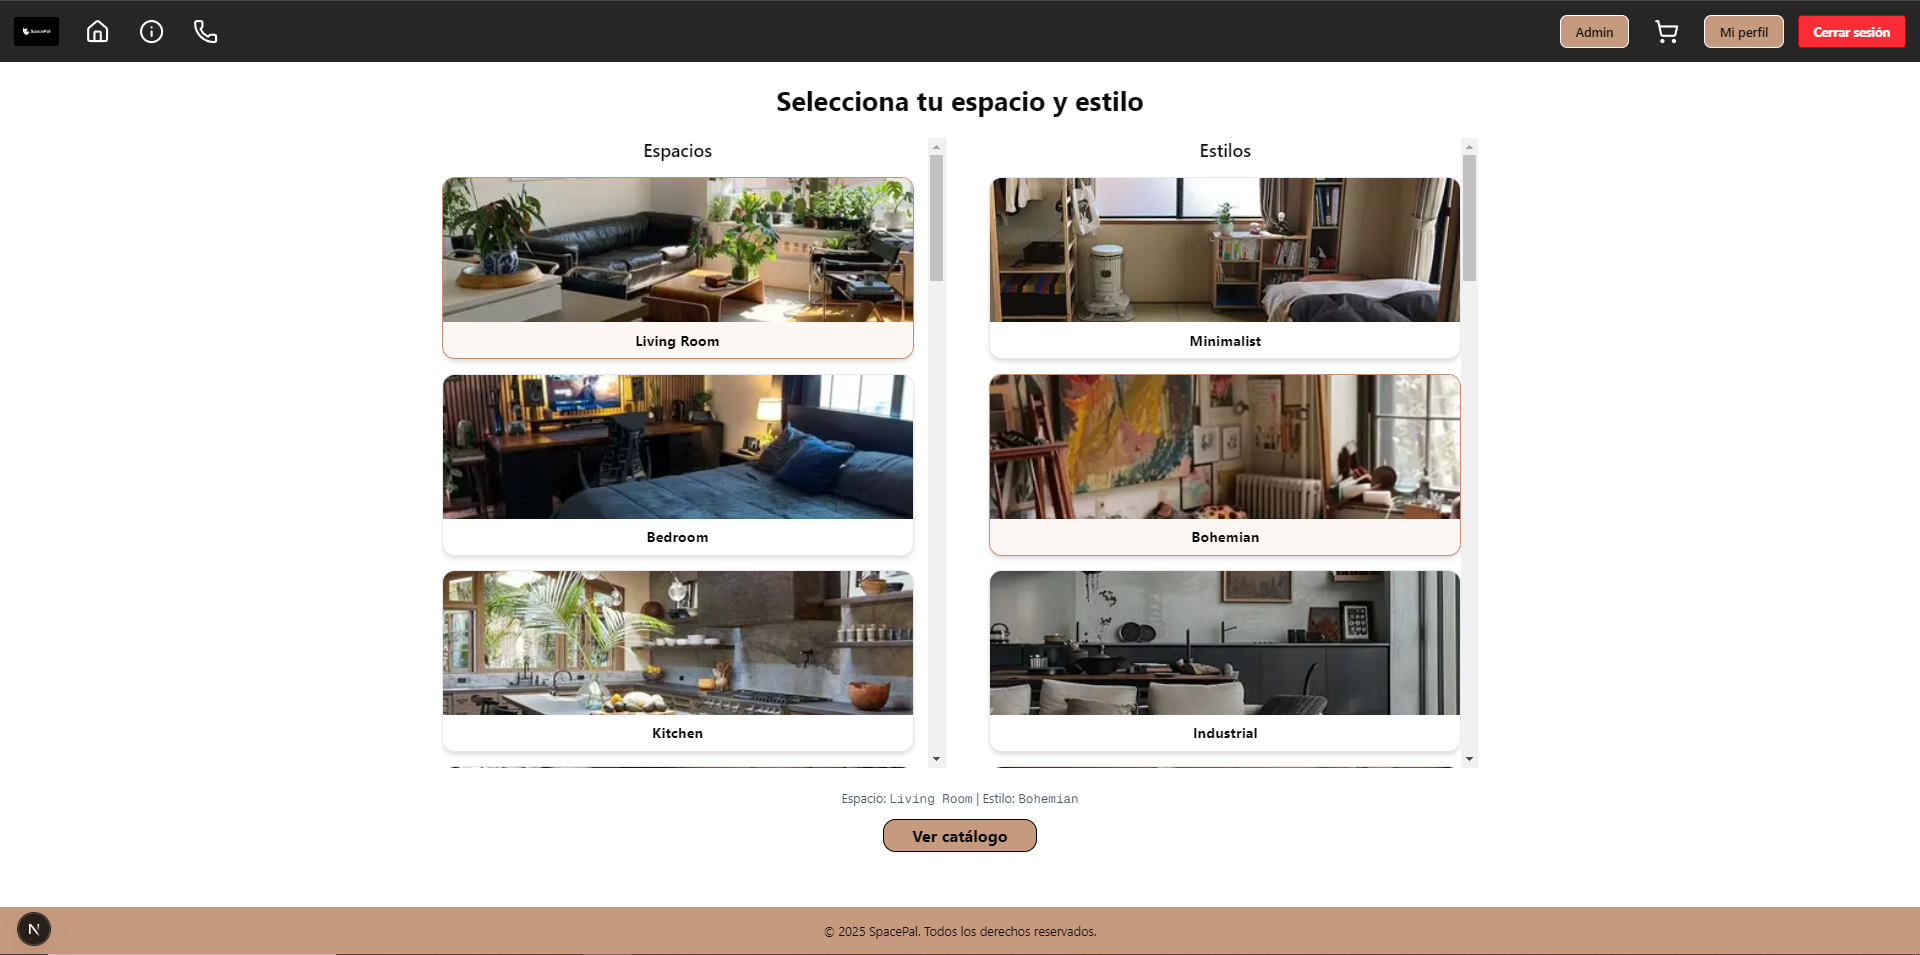 SpacePal
Admin
Mi perfil
Cerrar sesión
Selecciona tu espacio y estilo
Espacios
Estilos
Living Room
Minimalist
Bedroom
Bohemian
Kitchen
Industrial
Espacio: Living Room | Estilo: Bohemian
Ver catálogo
N
© 2025 SpacePal. Todos los derechos reservados.